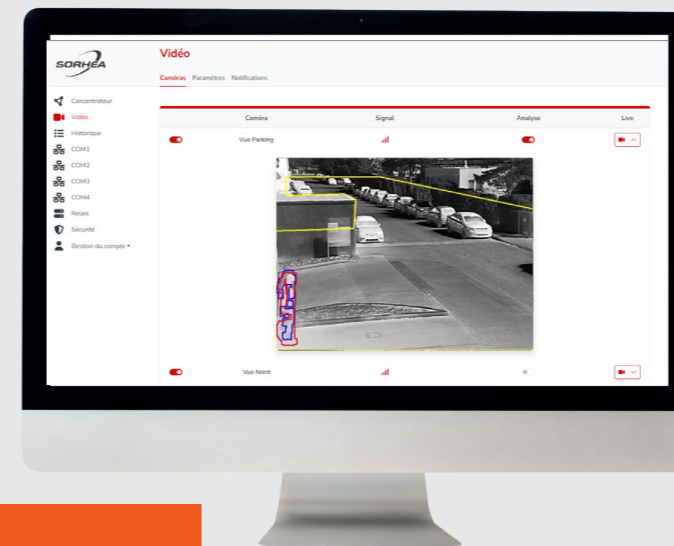 SORHEA
Vidéo
Caméras Paramètres Notifications
Concentrateur
Vidéo
Historique
COM1
COM2
COM3
COM4
Relais
Sécurité
Gestion du compte
Caméra Signal Analyse Live
Vue Parking
Vue Nord